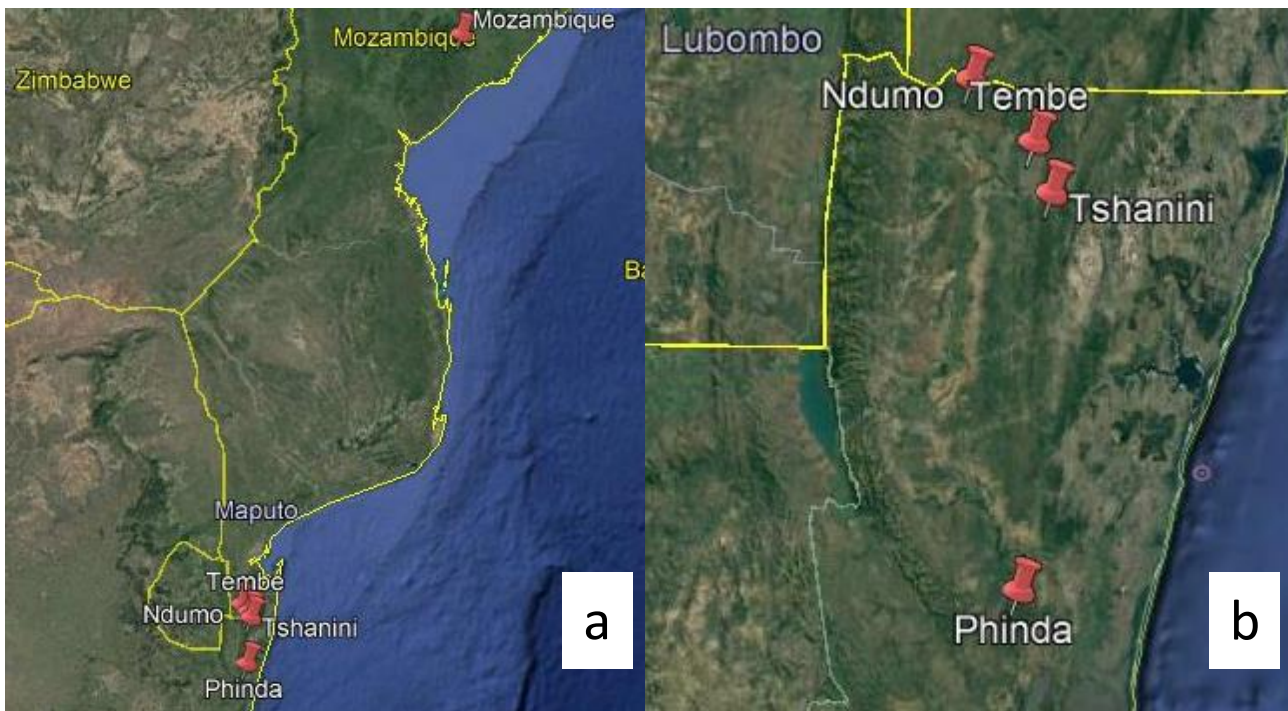 Mozambique
Mozambique
Zimbabwe
Maputo
Tembe
Ndumo
Tshanini
Phinda
a
Lubombo
Ndumo
Tembe
Tshanini
Phinda
b